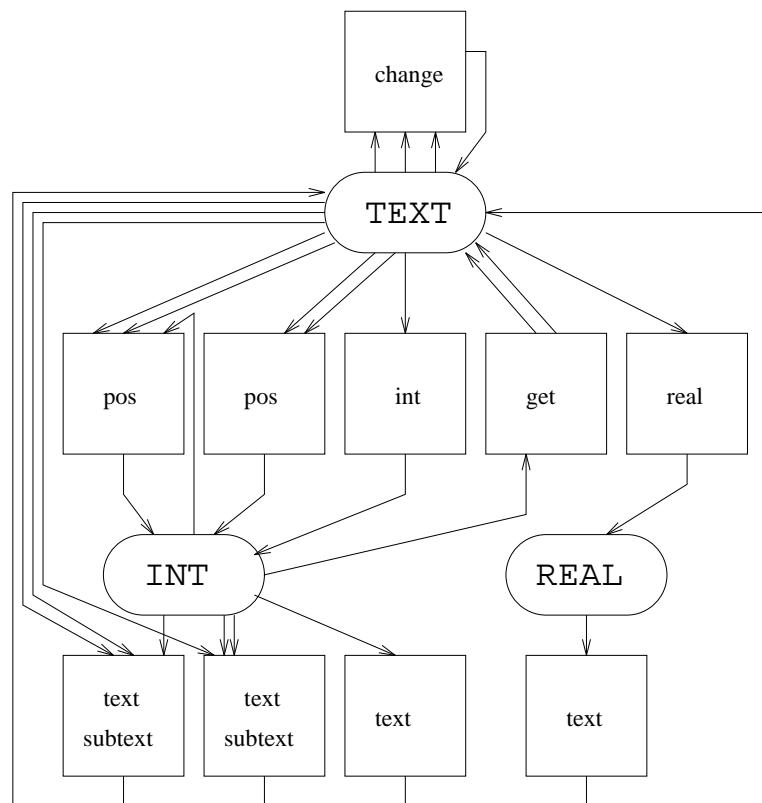 change
TEXT
pos
pos
int
get
real
INT
REAL
text
subtext
text
subtext
text
text